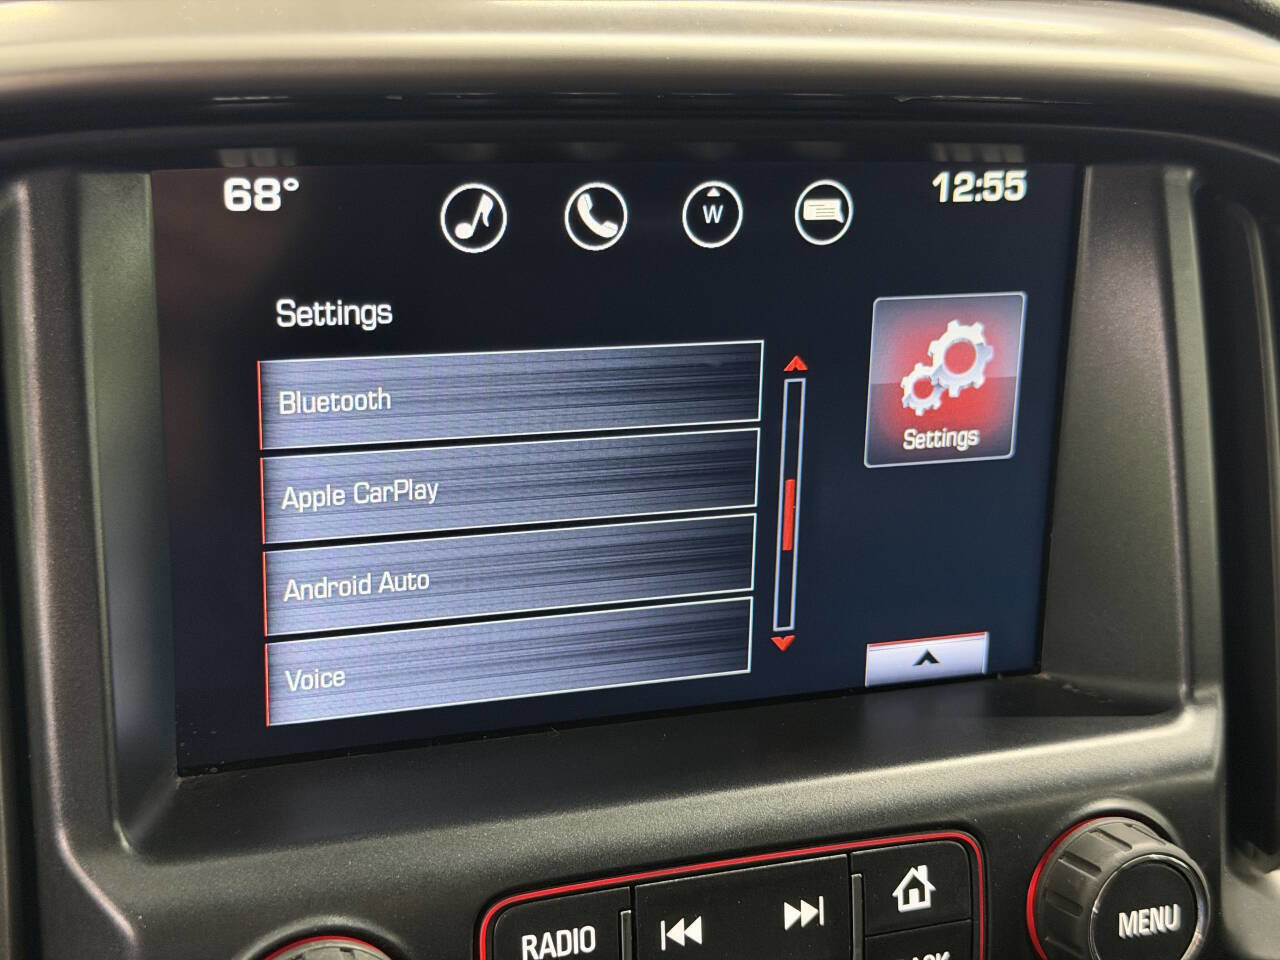 68°
W
12:55
Settings
Bluetooth
Apple CarPlay
Android Auto
Voice
Settings
RADIO
MENU